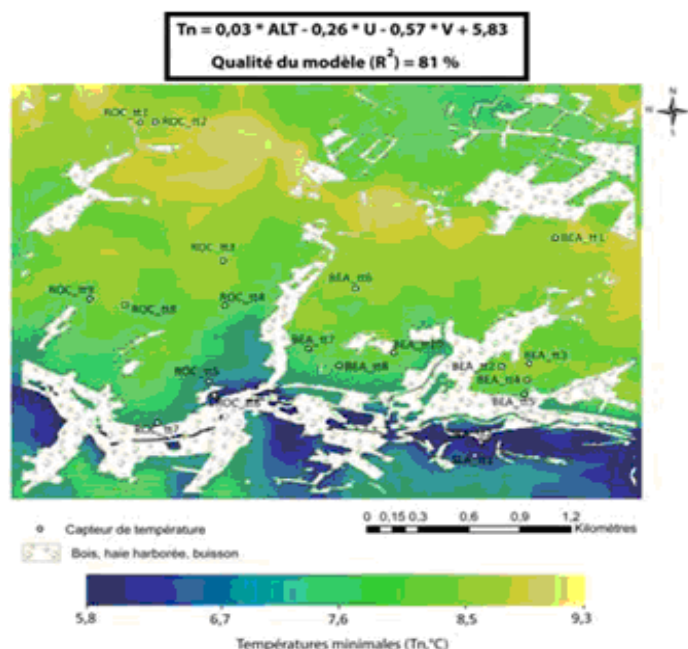 Tn = 0,03 * ALT - 0,26 * U - 0,57 * V + 5,83
Qualité du modèle (R²) = 81 %
ROC_tt1
ROC_tt2
N
ROC_tt3
BEA_tt1
BEA_tt6
ROC_tt9
ROC_tt8
ROC_tt4
BEA_tt7
BEA_tt8
BEA_tt2
BEA_tt3
ROC_tt5
BEA_tt4
BEA_tt5
ROC_tt7
Capteur de température
0 0,15 0,3 0,6 0,9 1,2
Kilomètres
Bois, haie harborée, buisson
5,8 6,7 7,6 8,5 9,3
Températures minimales (Tn,°C)